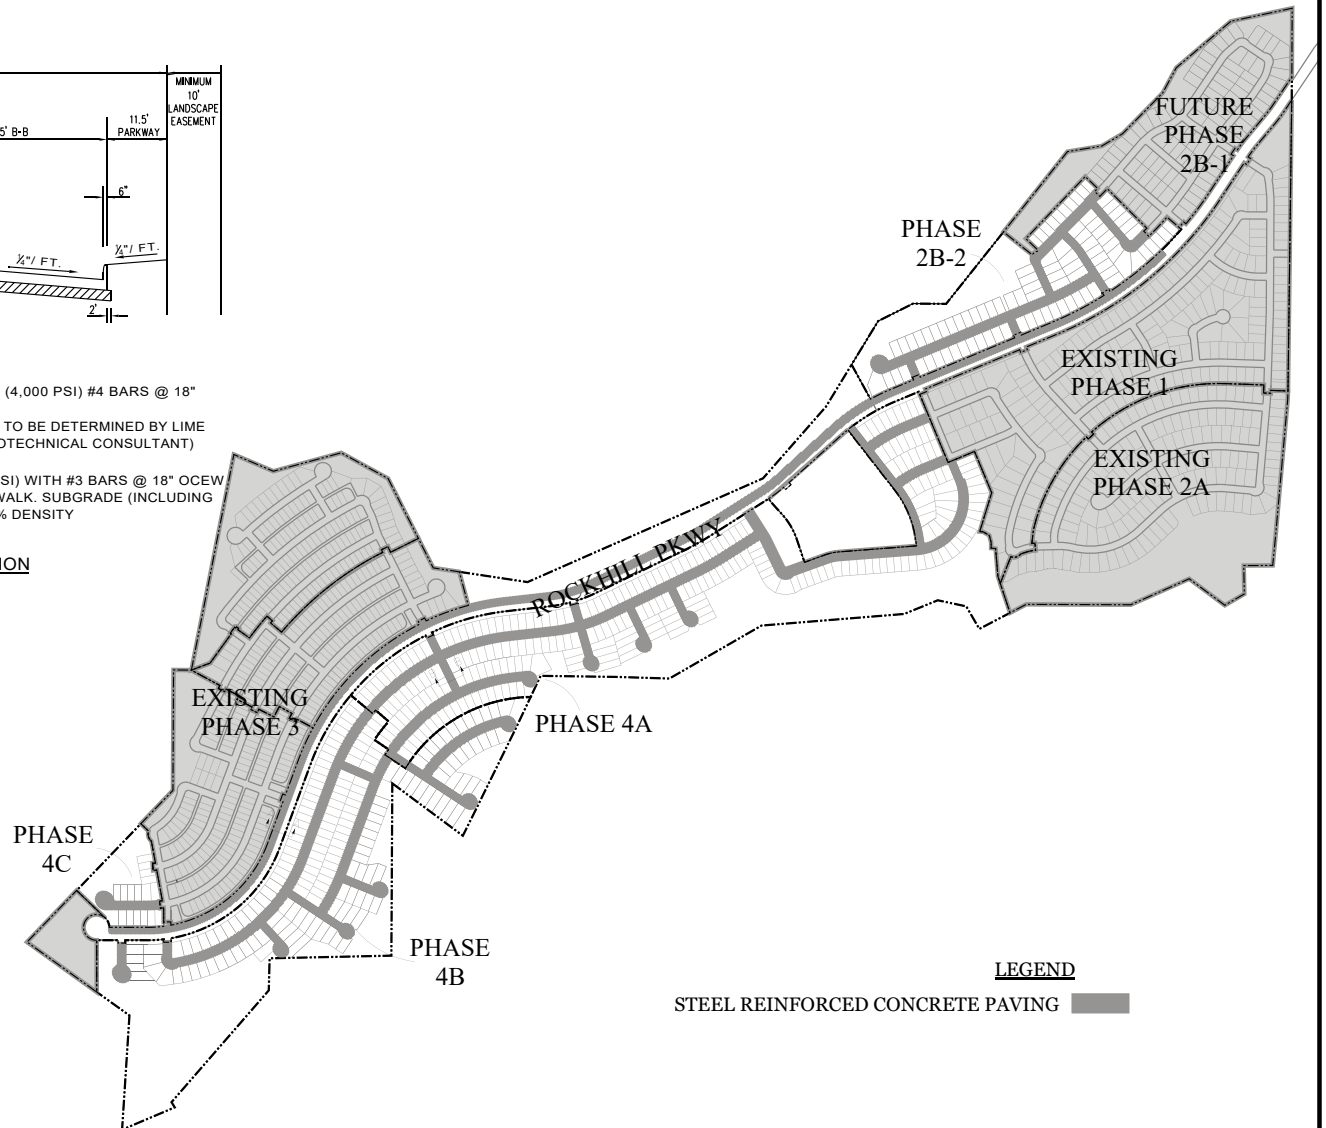 MINIMUM
10'
LANDSCAPE
EASEMENT
5' B-B
11.5'
PARKWAY
6"
¼"/ FT.
¼"/ FT.
2'
(4,000 PSI) #4 BARS @ 18"
TO BE DETERMINED BY LIME
OTECHNICAL CONSULTANT)
SI) WITH #3 BARS @ 18" OCEW
WALK. SUBGRADE (INCLUDING
% DENSITY
ION
FUTURE
PHASE
2B-1
PHASE
2B-2
EXISTING
PHASE 1
EXISTING
PHASE 2A
ROCKHILL PKWY
EXISTING
PHASE 3
PHASE 4A
PHASE
4C
PHASE
4B
LEGEND
STEEL REINFORCED CONCRETE PAVING